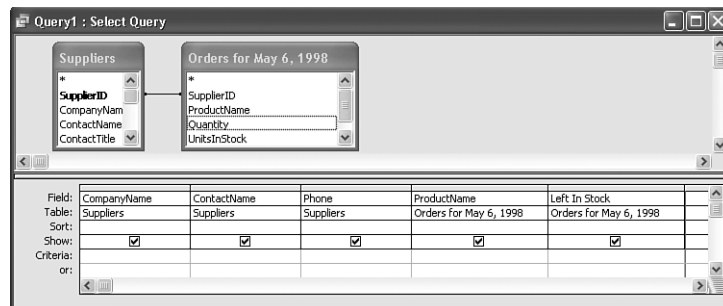 Query1 : Select Query
Suppliers
*
SupplierID
CompanyNam
ContactName
ContactTitle
Orders for May 6, 1998
*
SupplierID
ProductName
Quantity
UnitsInStock
Field: CompanyName ContactName Phone ProductName Left In Stock
Table: Suppliers Suppliers Suppliers Orders for May 6, 1998 Orders for May 6, 1998
Sort:
Show:
Criteria:
or: